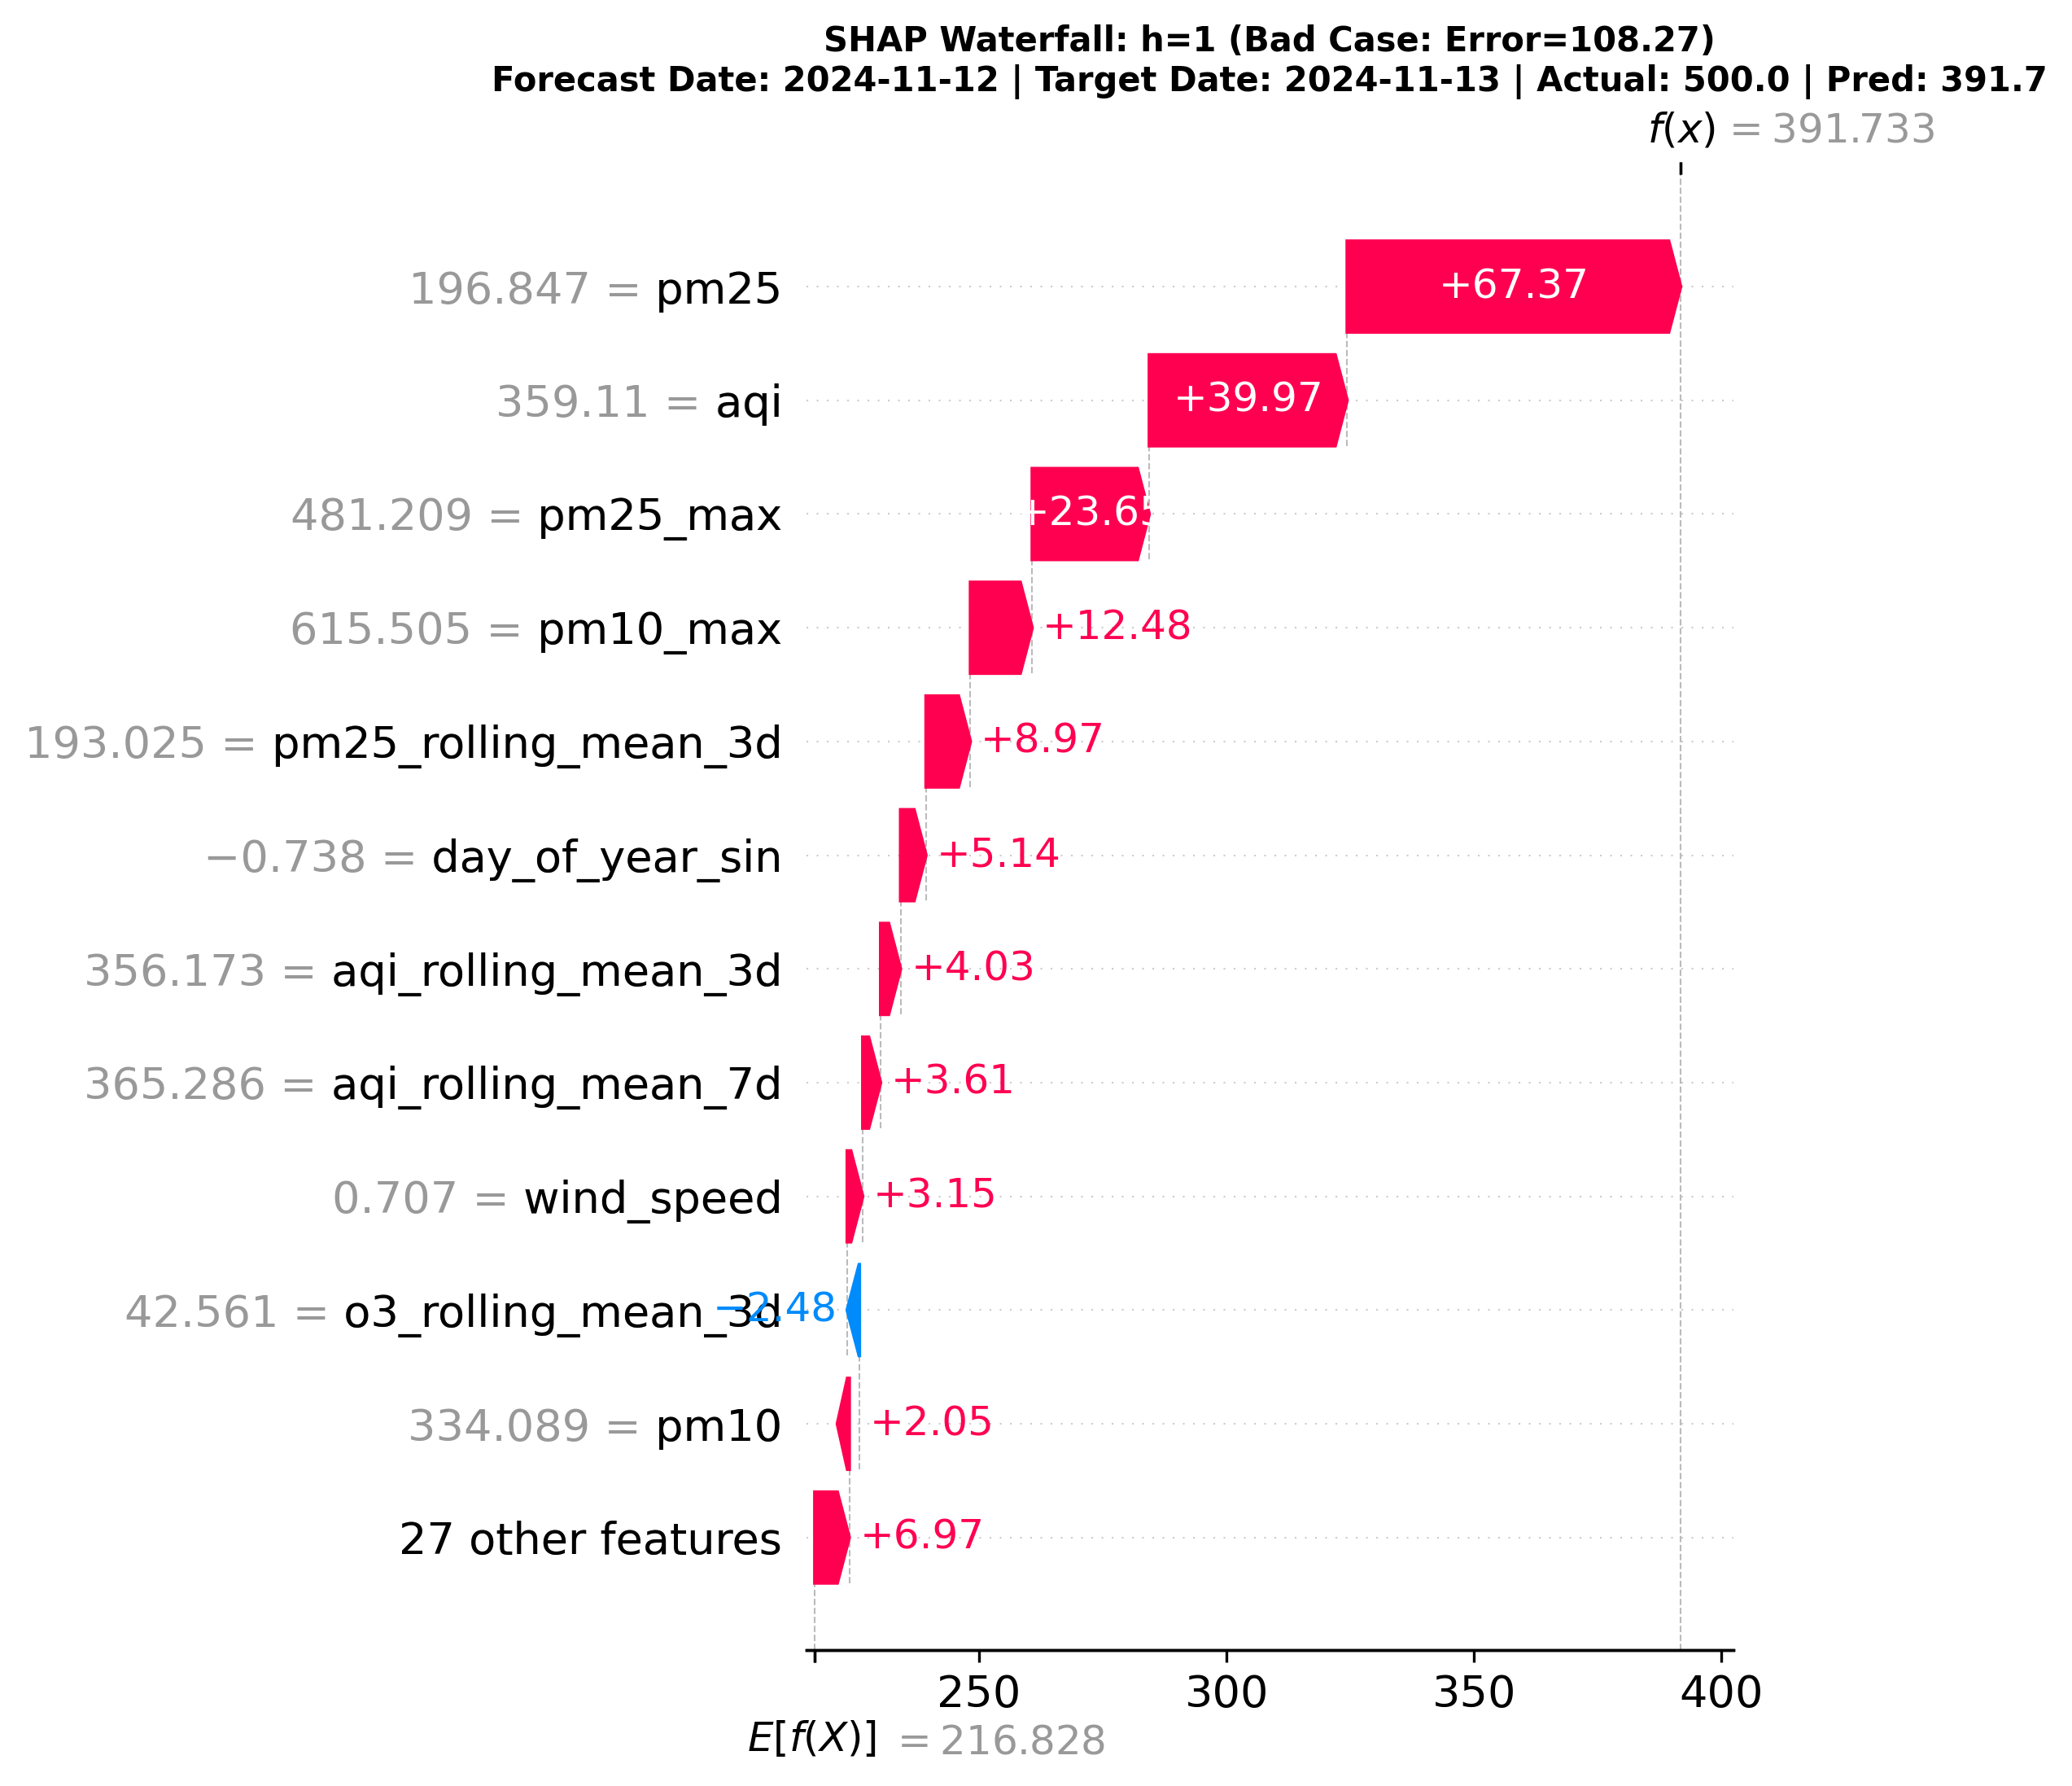 SHAP Waterfall: h=1 (Bad Case: Error=108.27)
Forecast Date: 2024-11-12 | Target Date: 2024-11-13 | Actual: 500.0 | Pred: 391.7
f(x) = 391.733
196.847 = pm25 +67.37
359.11 = aqi +39.97
481.209 = pm25_max +23.65
615.505 = pm10_max +12.48
193.025 = pm25_rolling_mean_3d +8.97
−0.738 = day_of_year_sin +5.14
356.173 = aqi_rolling_mean_3d +4.03
365.286 = aqi_rolling_mean_7d +3.61
0.707 = wind_speed +3.15
42.561 = o3_rolling_mean_3d −2.48
334.089 = pm10 +2.05
27 other features +6.97
250 300 350 400
E[f(X)] = 216.828